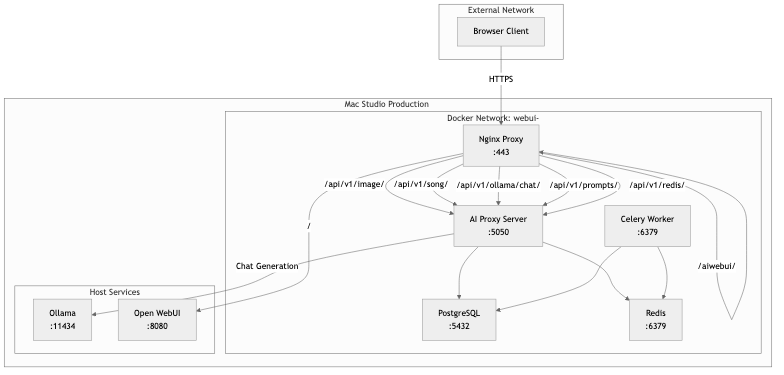 External Network
Browser Client
HTTPS
Mac Studio Production
Docker Network: webui-
Nginx Proxy
:443
/api/v1/image/
/api/v1/song/
/api/v1/ollama/chat/
/api/v1/prompts/
/api/v1/redis/
/
AI Proxy Server
:5050
Celery Worker
:6379
Chat Generation
/aiwebui/
Host Services
Ollama
:11434
Open WebUI
:8080
PostgreSQL
:5432
Redis
:6379